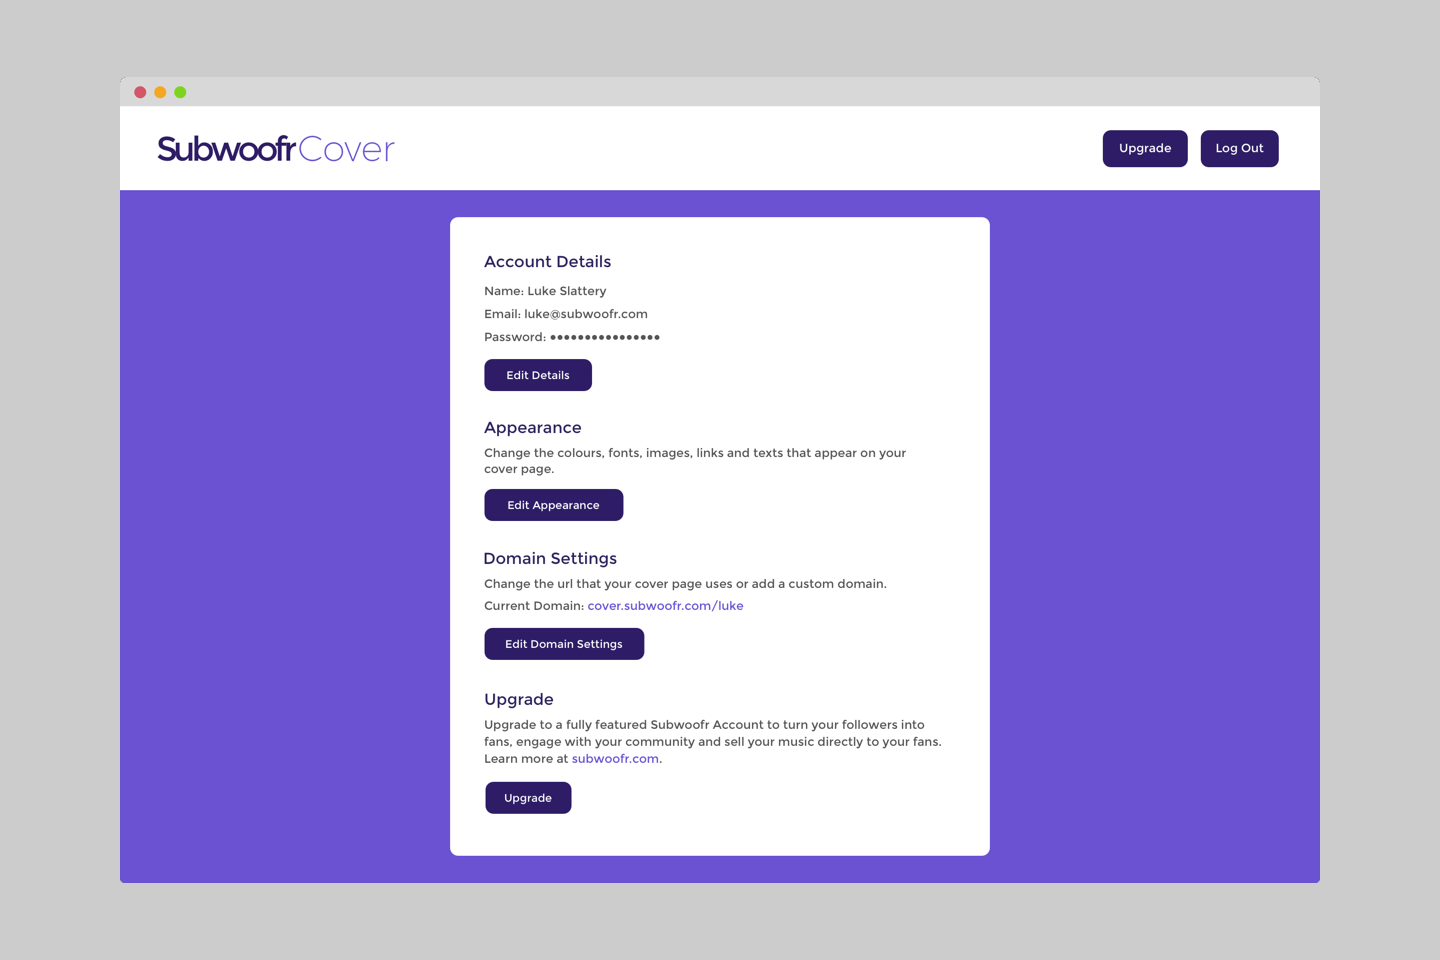 SubwoofrCover
Upgrade
Log Out
Account Details
Name: Luke Slattery
Email: luke@subwoofr.com
Password: ●●●●●●●●●●●●●●●●
Edit Details
Appearance
Change the colours, fonts, images, links and texts that appear on your
cover page.
Edit Appearance
Domain Settings
Change the url that your cover page uses or add a custom domain.
Current Domain: cover.subwoofr.com/luke
Edit Domain Settings
Upgrade
Upgrade to a fully featured Subwoofr Account to turn your followers into
fans, engage with your community and sell your music directly to your fans.
Learn more at subwoofr.com.
Upgrade